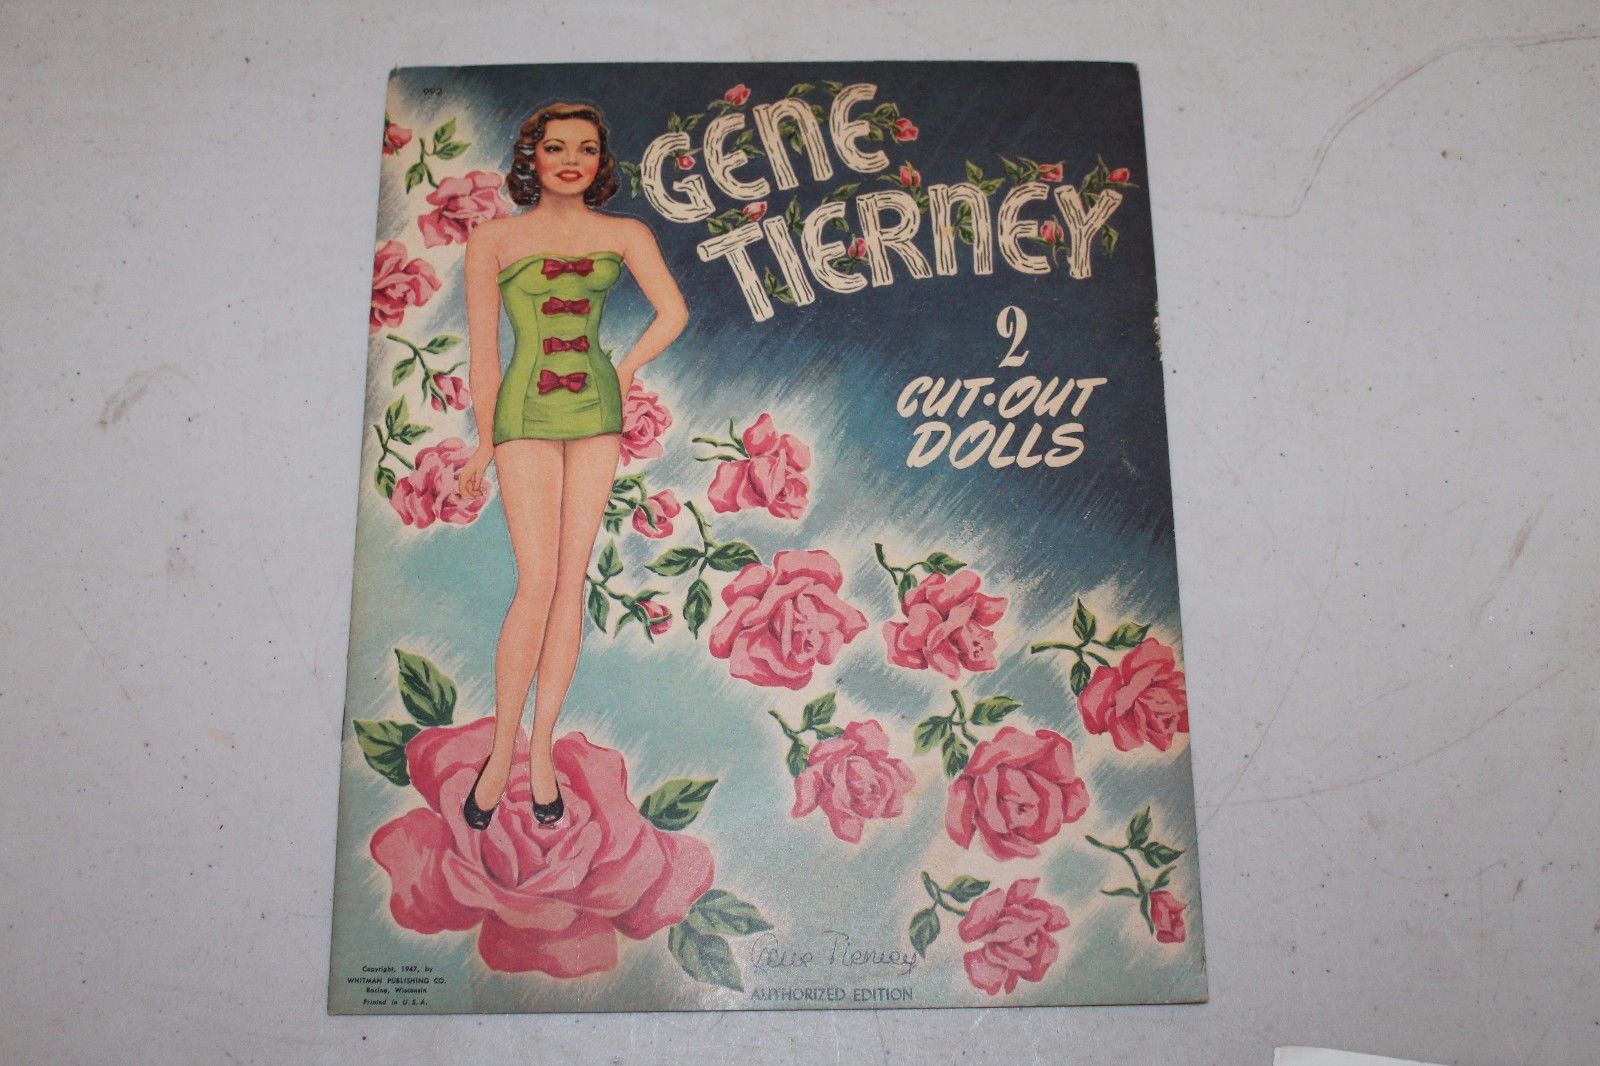 992
GENE
TIERNEY
2
CUT-OUT
DOLLS
Gene Tierney
AUTHORIZED EDITION
Copyright, 1947, by
WHITMAN PUBLISHING CO.
Racine, Wisconsin
Printed in U.S.A.